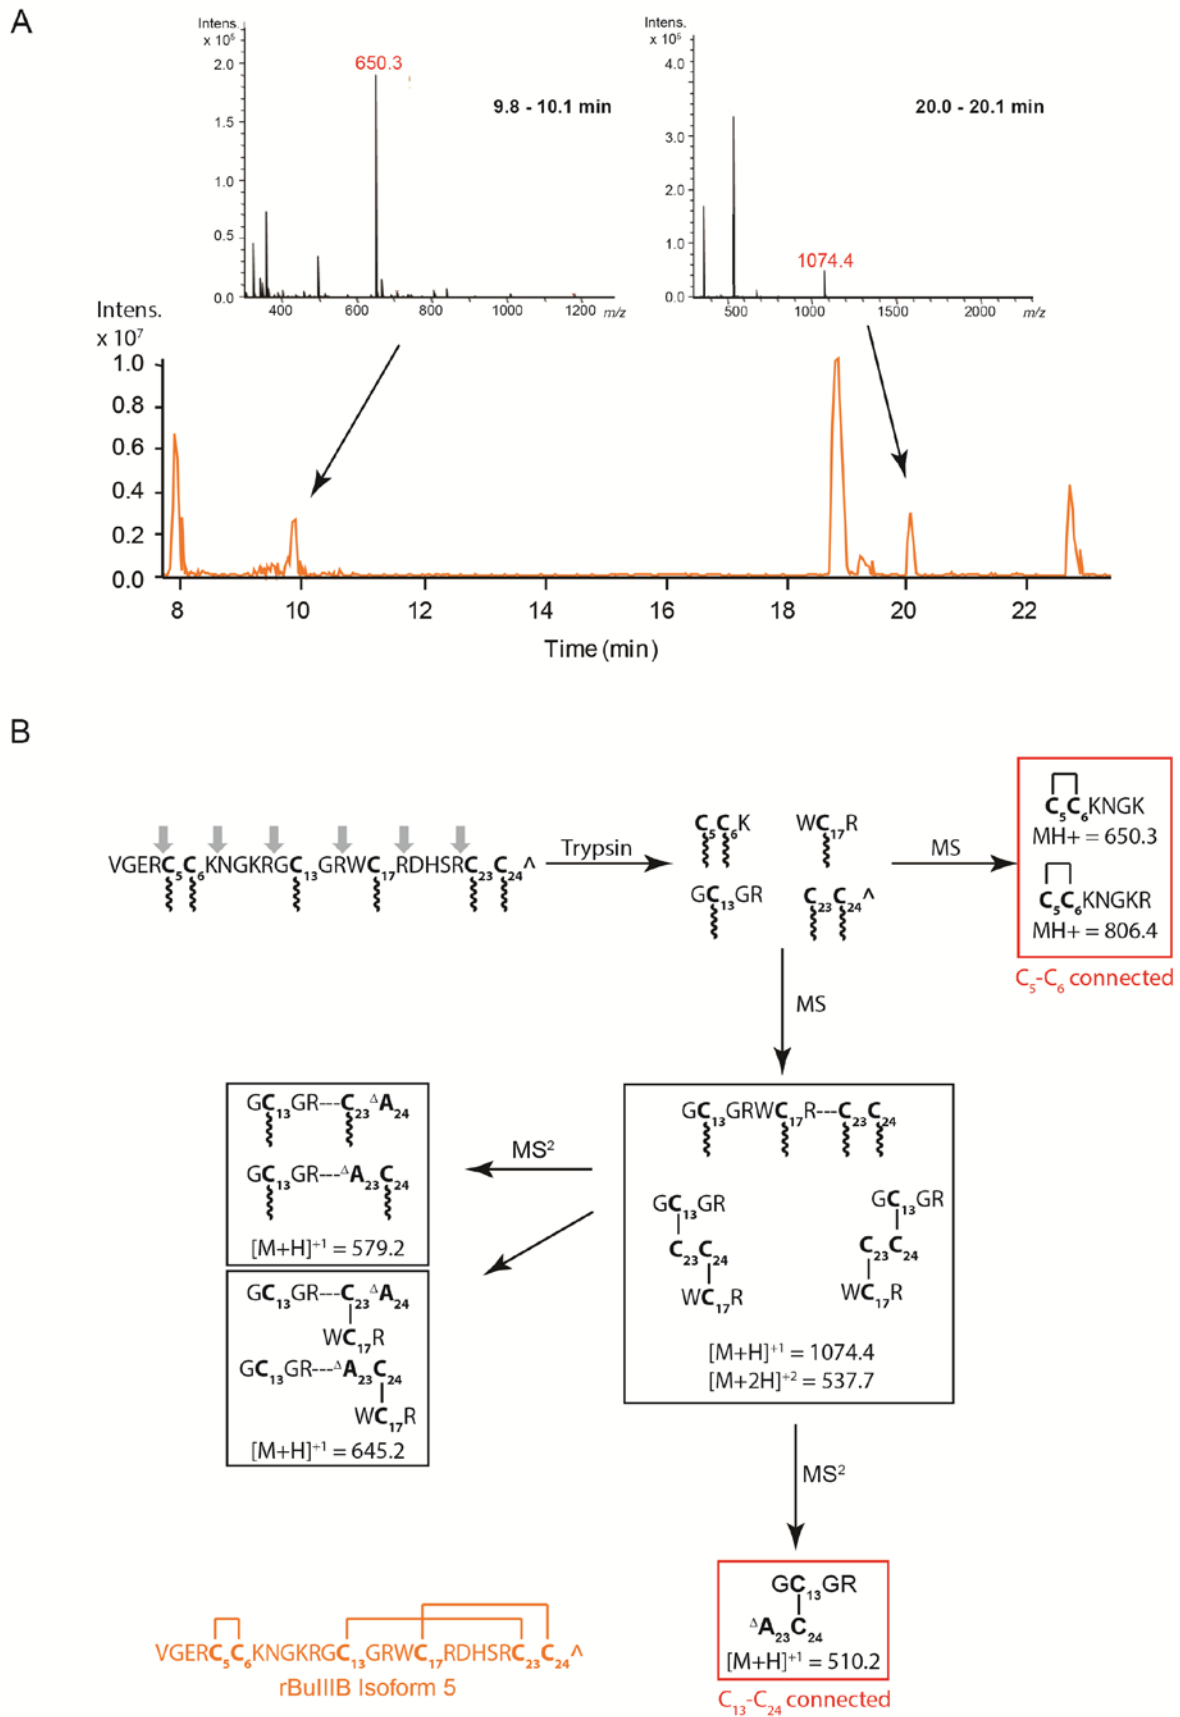 A
Intens.
x 10⁵
2.0
1.5
1.0
0.5
0.0
650.3
9.8 - 10.1 min
400 600 800 1000 1200 m/z
Intens.
x 10⁶
4.0
3.0
2.0
1.0
0.0
1074.4
20.0 - 20.1 min
500 1000 1500 2000 m/z
Intens.
x 10⁷
1.0
0.8
0.6
0.4
0.2
0.0
8 10 12 14 16 18 20 22
Time (min)
B
VGERC₅C₆KNGKRGC₁₃GRWC₁₇RDHSRC₂₃C₂₄^
Trypsin
C₅C₆K WC₁₇R
GC₁₃GR C₂₃C₂₄^
MS
C₅C₆KNGK
MH+ = 650.3
C₅C₆KNGKR
MH+ = 806.4
C₅-C₆ connected
MS
GC₁₃GRWC₁₇R---C₂₃C₂₄
GC₁₃GR
C₂₃C₂₄
WC₁₇R
GC₁₃GR
C₂₃C₂₄
WC₁₇R
[M+H]⁺¹ = 1074.4
[M+2H]⁺² = 537.7
MS²
GC₁₃GR---C₂₃ΔA₂₄
GC₁₃GR---ΔA₂₃C₂₄
[M+H]⁺¹ = 579.2
GC₁₃GR---C₂₃ΔA₂₄
WC₁₇R
GC₁₃GR---ΔA₂₃C₂₄
WC₁₇R
[M+H]⁺¹ = 645.2
MS²
GC₁₃GR
ΔA₂₃C₂₄
[M+H]⁺¹ = 510.2
C₁₃-C₂₄ connected
VGERC₅C₆KNGKRGC₁₃GRWC₁₇RDHSRC₂₃C₂₄^
rBuIIIB Isoform 5